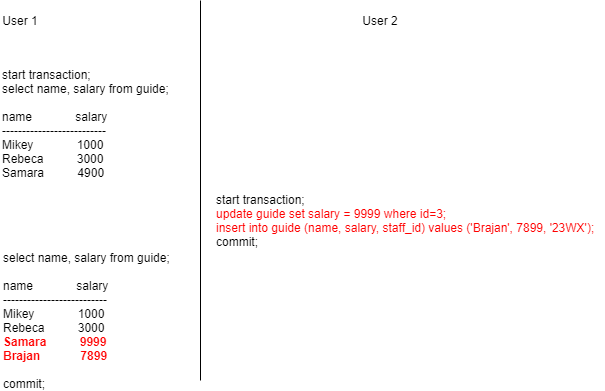 User 1
User 2
start transaction;
select name, salary from guide;
name salary
--------------------------
Mikey 1000
Rebeca 3000
Samara 4900
start transaction;
update guide set salary = 9999 where id=3;
insert into guide (name, salary, staff_id) values ('Brajan', 7899, '23WX');
commit;
select name, salary from guide;
name salary
--------------------------
Mikey 1000
Rebeca 3000
Samara 9999
Brajan 7899
commit;